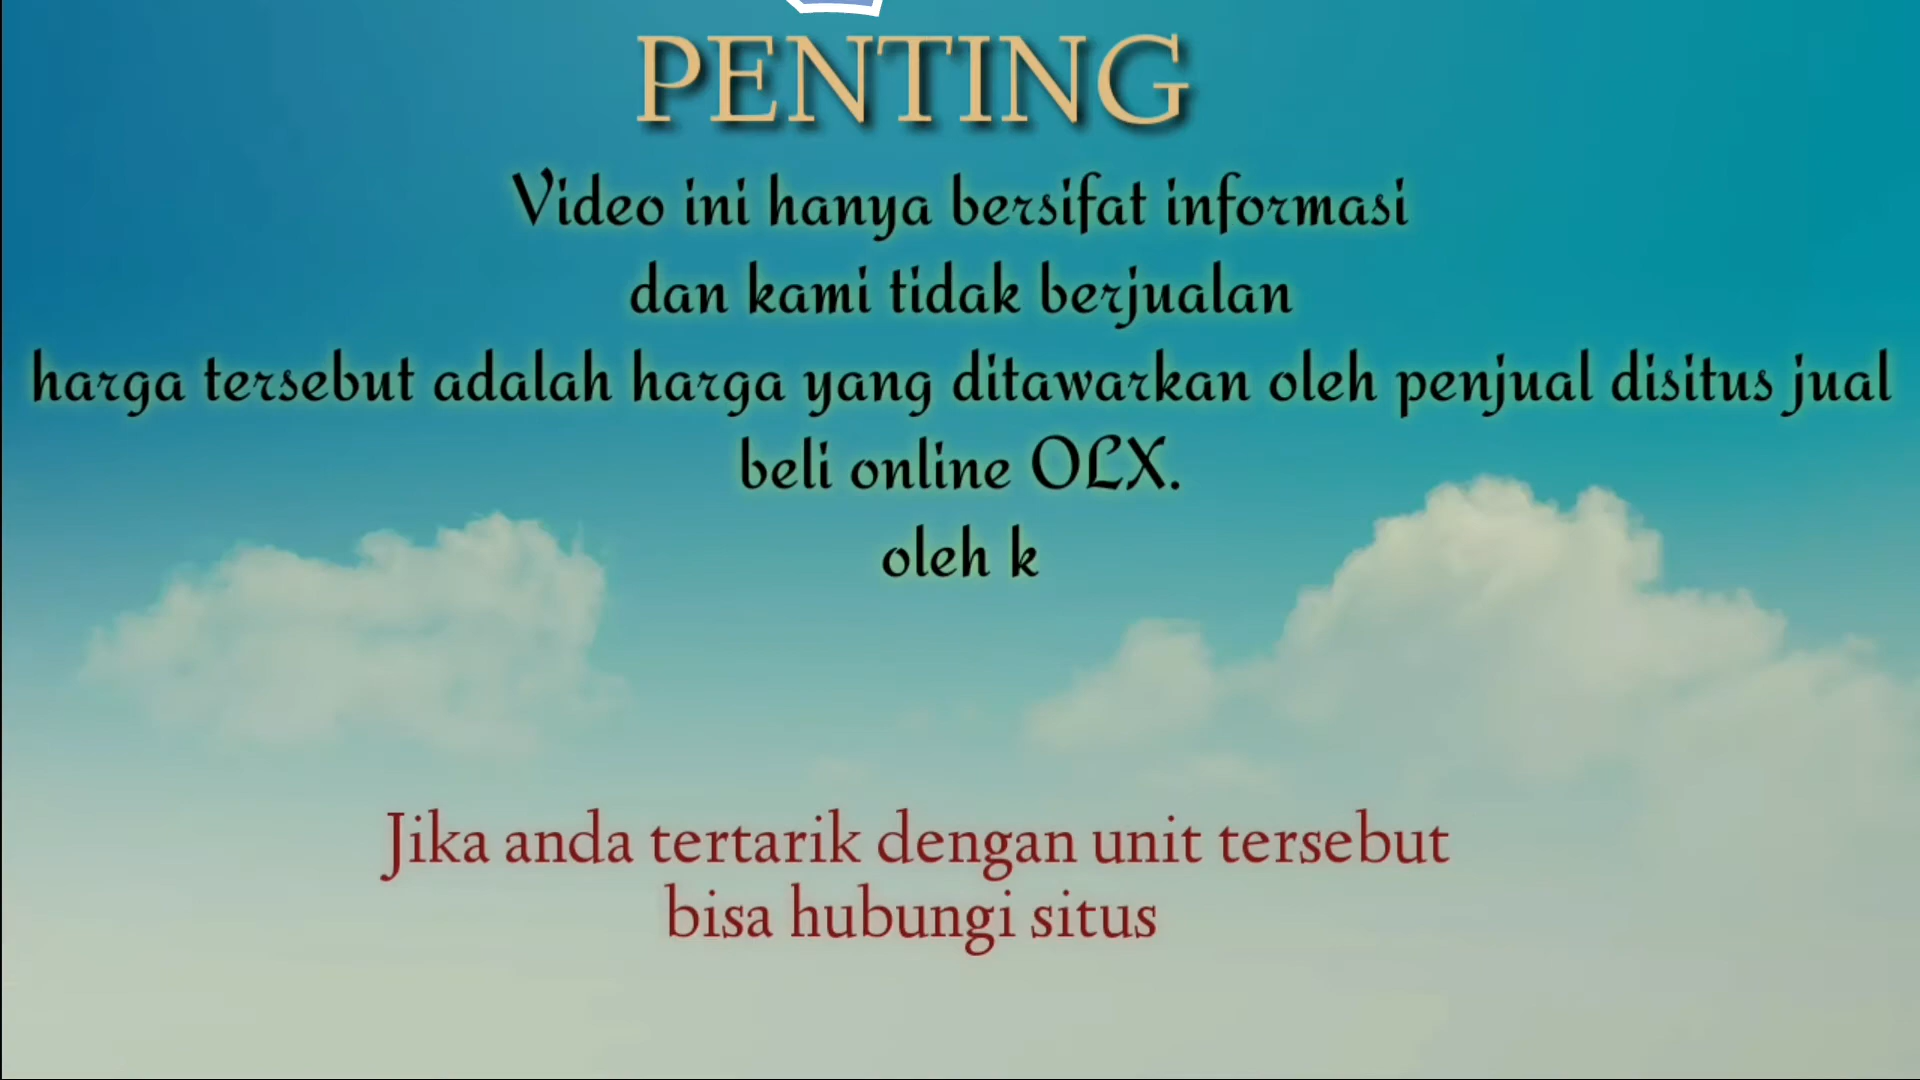 PENTING
Video ini hanya bersifat informasi
dan kami tidak berjualan
harga tersebut adalah harga yang ditawarkan oleh penjual disitus jual
beli online OLX.
oleh k
Jika anda tertarik dengan unit tersebut
bisa hubungi situs